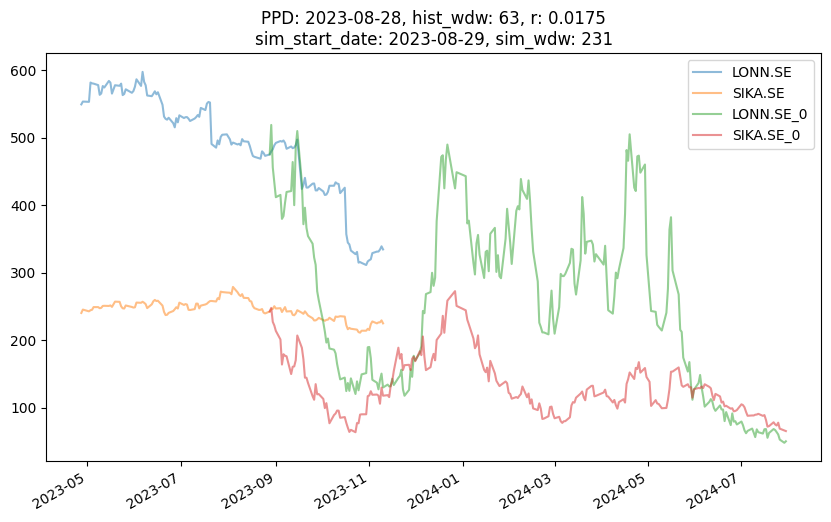 PPD: 2023-08-28, hist_wdw: 63, r: 0.0175
sim_start_date: 2023-08-29, sim_wdw: 231
LONN.SE
SIKA.SE
LONN.SE_0
SIKA.SE_0
600
500
400
300
200
100
2023-05
2023-07
2023-09
2023-11
2024-01
2024-03
2024-05
2024-07